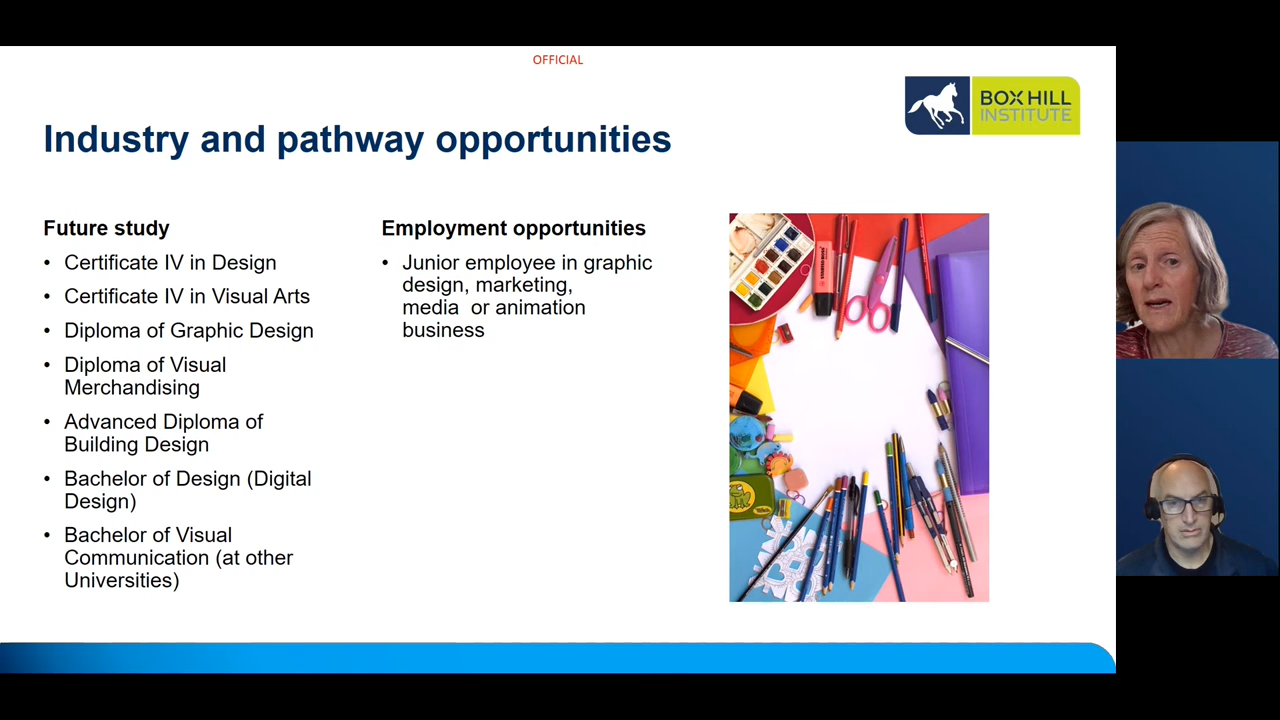 OFFICIAL
BOX HILL
INSTITUTE
Industry and pathway opportunities
Future study
• Certificate IV in Design
• Certificate IV in Visual Arts
• Diploma of Graphic Design
• Diploma of Visual
Merchandising
• Advanced Diploma of
Building Design
• Bachelor of Design (Digital
Design)
• Bachelor of Visual
Communication (at other
Universities)
Employment opportunities
• Junior employee in graphic
design, marketing,
media  or animation
business